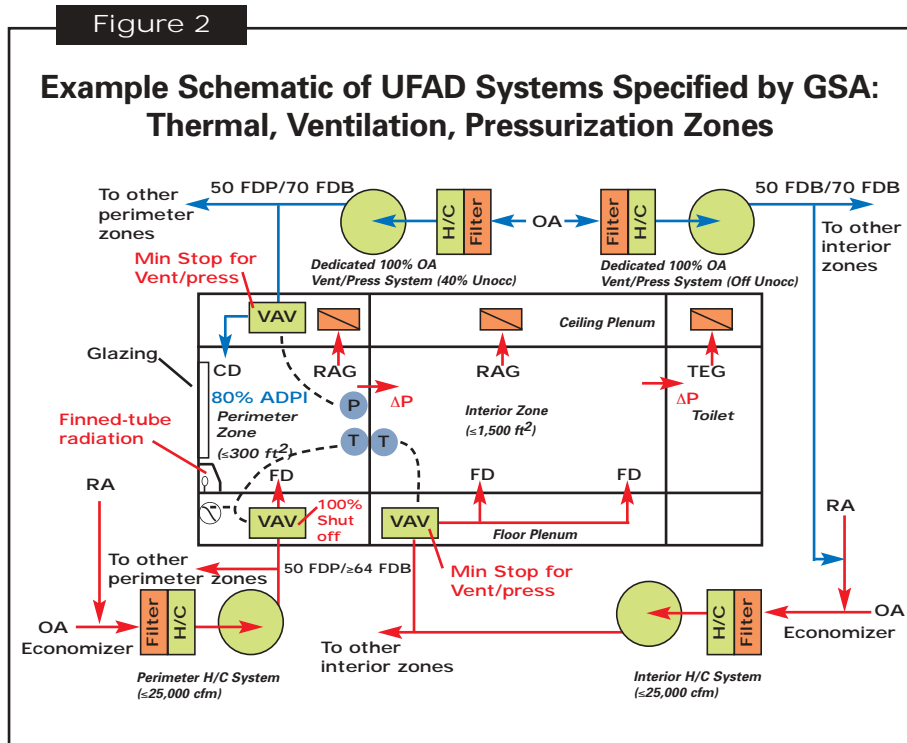 Figure 2
Example Schematic of UFAD Systems Specified by GSA:
Thermal, Ventilation, Pressurization Zones
To other
perimeter
zones
50 FDP/70 FDB
H/C
Filter
OA
Filter
H/C
50 FDB/70 FDB
To other
interior
zones
Dedicated 100% OA
Vent/Press System (40% Unocc)
Dedicated 100% OA
Vent/Press System (Off Unocc)
Min Stop for
Vent/press
VAV
Ceiling Plenum
Glazing
CD
RAG
RAG
TEG
80% ADPI
Perimeter
Zone
(≤300 ft2)
P
ΔP
Interior Zone
(≤1,500 ft2)
ΔP
Toilet
T
T
Finned-tube
radiation
FD
FD
FD
RA
VAV
100%
Shut
off
VAV
Floor Plenum
RA
To other
perimeter zones
50 FDP/≥64 FDB
Min Stop for
Vent/press
OA
Economizer
Filter
H/C
To other
interior zones
H/C
Filter
OA
Economizer
Perimeter H/C System
(≤25,000 cfm)
Interior H/C System
(≤25,000 cfm)